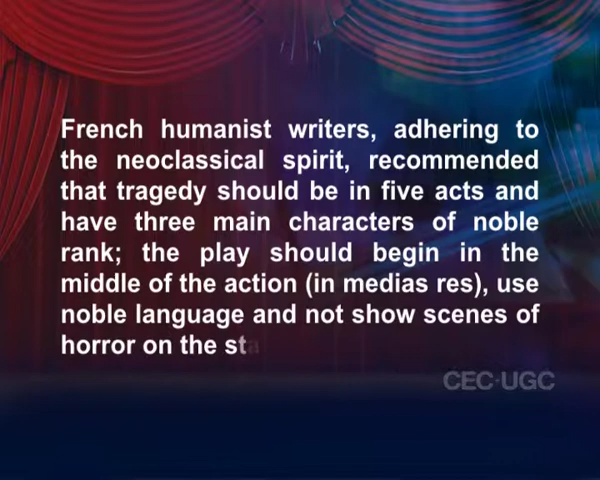 French humanist writers, adhering to
the neoclassical spirit, recommended
that tragedy should be in five acts and
have three main characters of noble
rank; the play should begin in the
middle of the action (in medias res), use
noble language and not show scenes of
horror on the sta
CEC-UGC